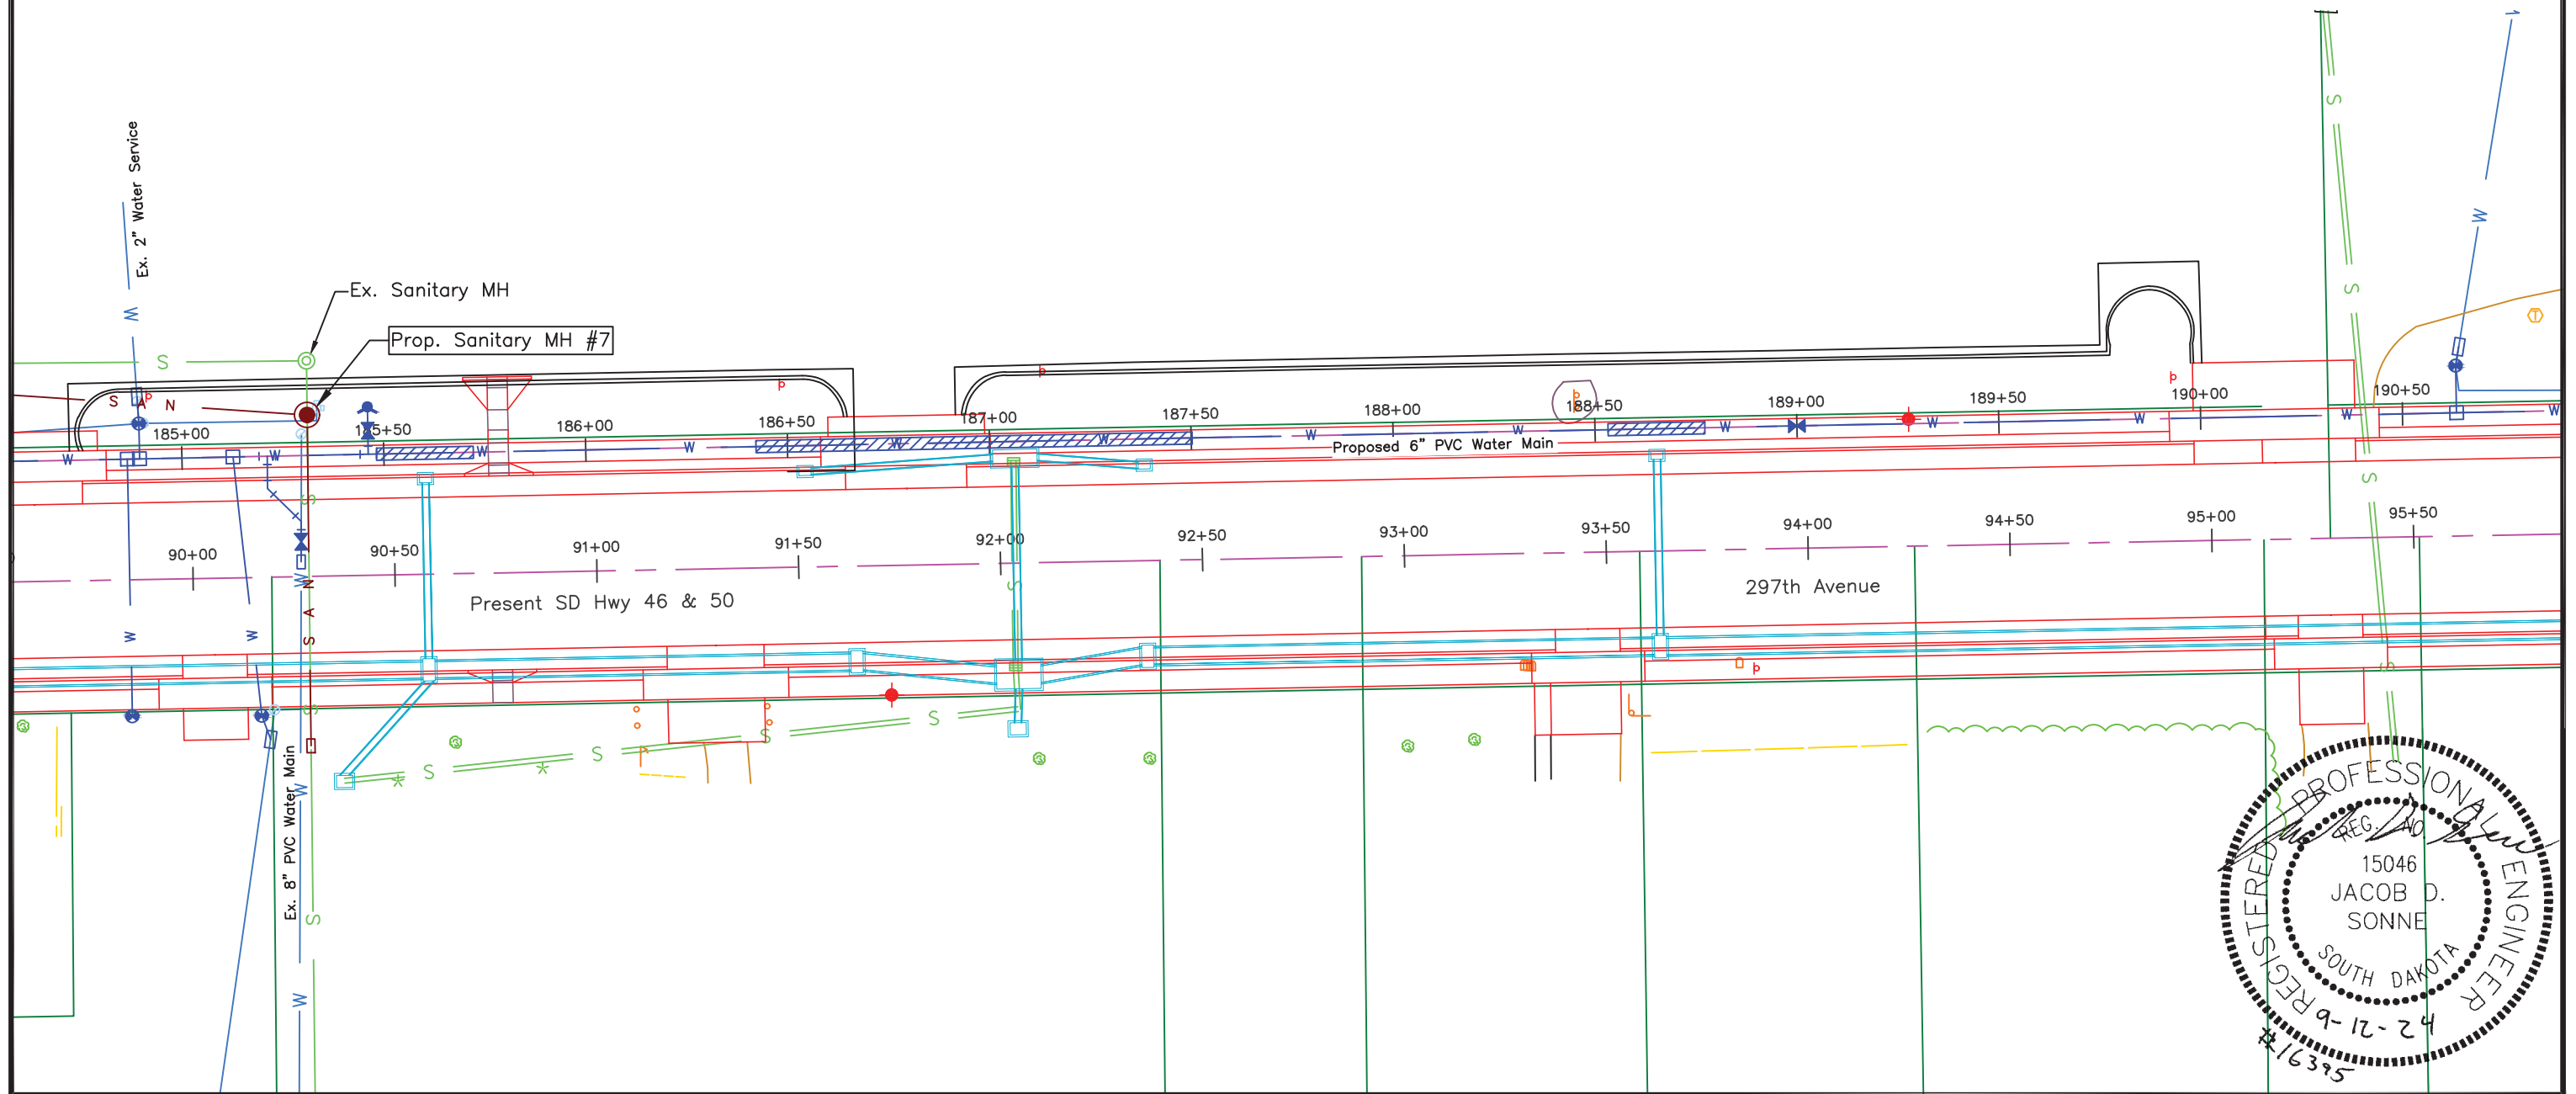 Ex. 2" Water Service
Ex. Sanitary MH
Prop. Sanitary MH #7
S
S A N
W
185+00
185+50
186+00
186+50
187+00
187+50
188+00
188+50
189+00
189+50
190+00
190+50
Proposed 6" PVC Water Main
90+00
90+50
91+00
91+50
92+00
92+50
93+00
93+50
94+00
94+50
95+00
95+50
Present SD Hwy 46 & 50
297th Avenue
S A N
Ex. 8" PVC Water Main
REGISTERED PROFESSIONAL ENGINEER
REG. NO.
15046
JACOB D.
SONNE
SOUTH DAKOTA
9-12-24
#16395